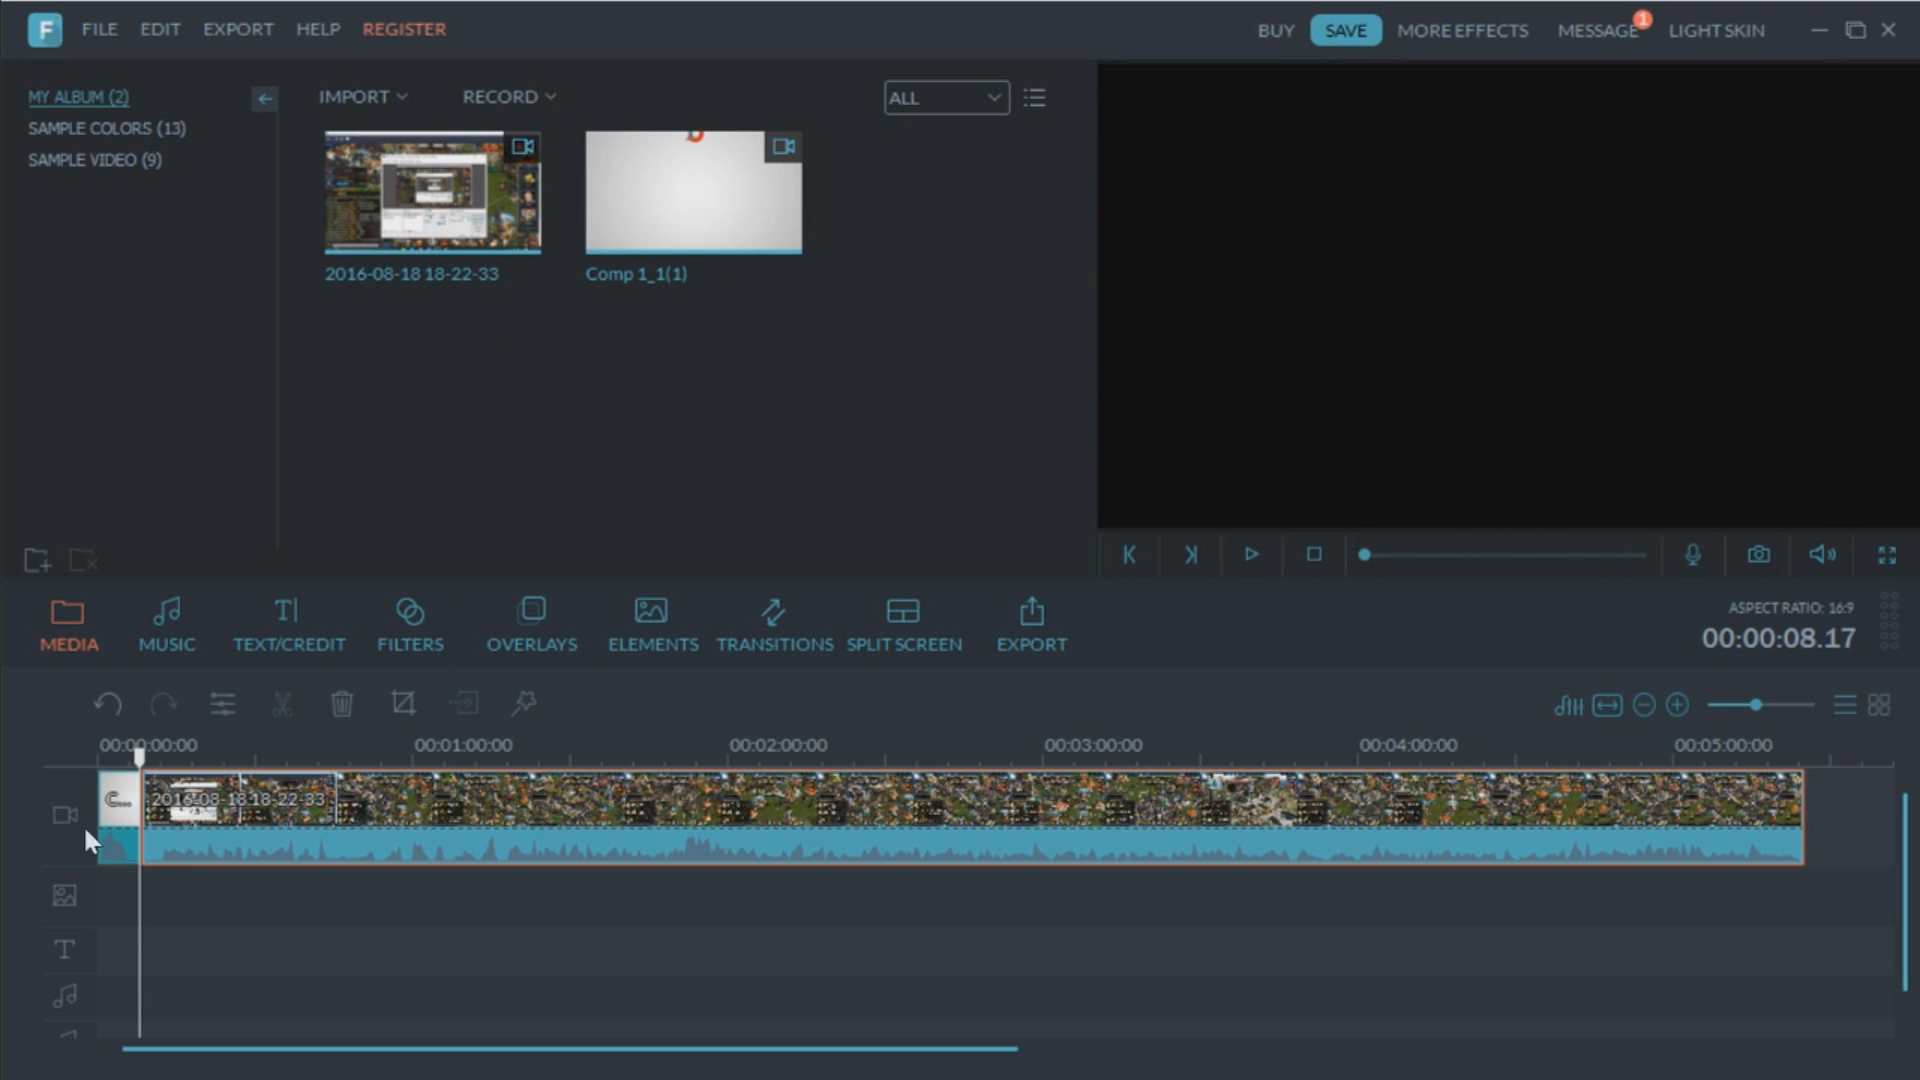 F FILE EDIT EXPORT HELP REGISTER BUY SAVE MORE EFFECTS MESSAGE 1 LIGHT SKIN
MY ALBUM (2)
SAMPLE COLORS (13)
SAMPLE VIDEO (9)
IMPORT RECORD ALL
2016-08-18 18-22-33 Comp 1_1(1)
MEDIA MUSIC TEXT/CREDIT FILTERS OVERLAYS ELEMENTS TRANSITIONS SPLIT SCREEN EXPORT
ASPECT RATIO: 16:9
00:00:08.17
00:00:00:00 00:01:00:00 00:02:00:00 00:03:00:00 00:04:00:00 00:05:00:00
C... 2016-08-18 18-22-33